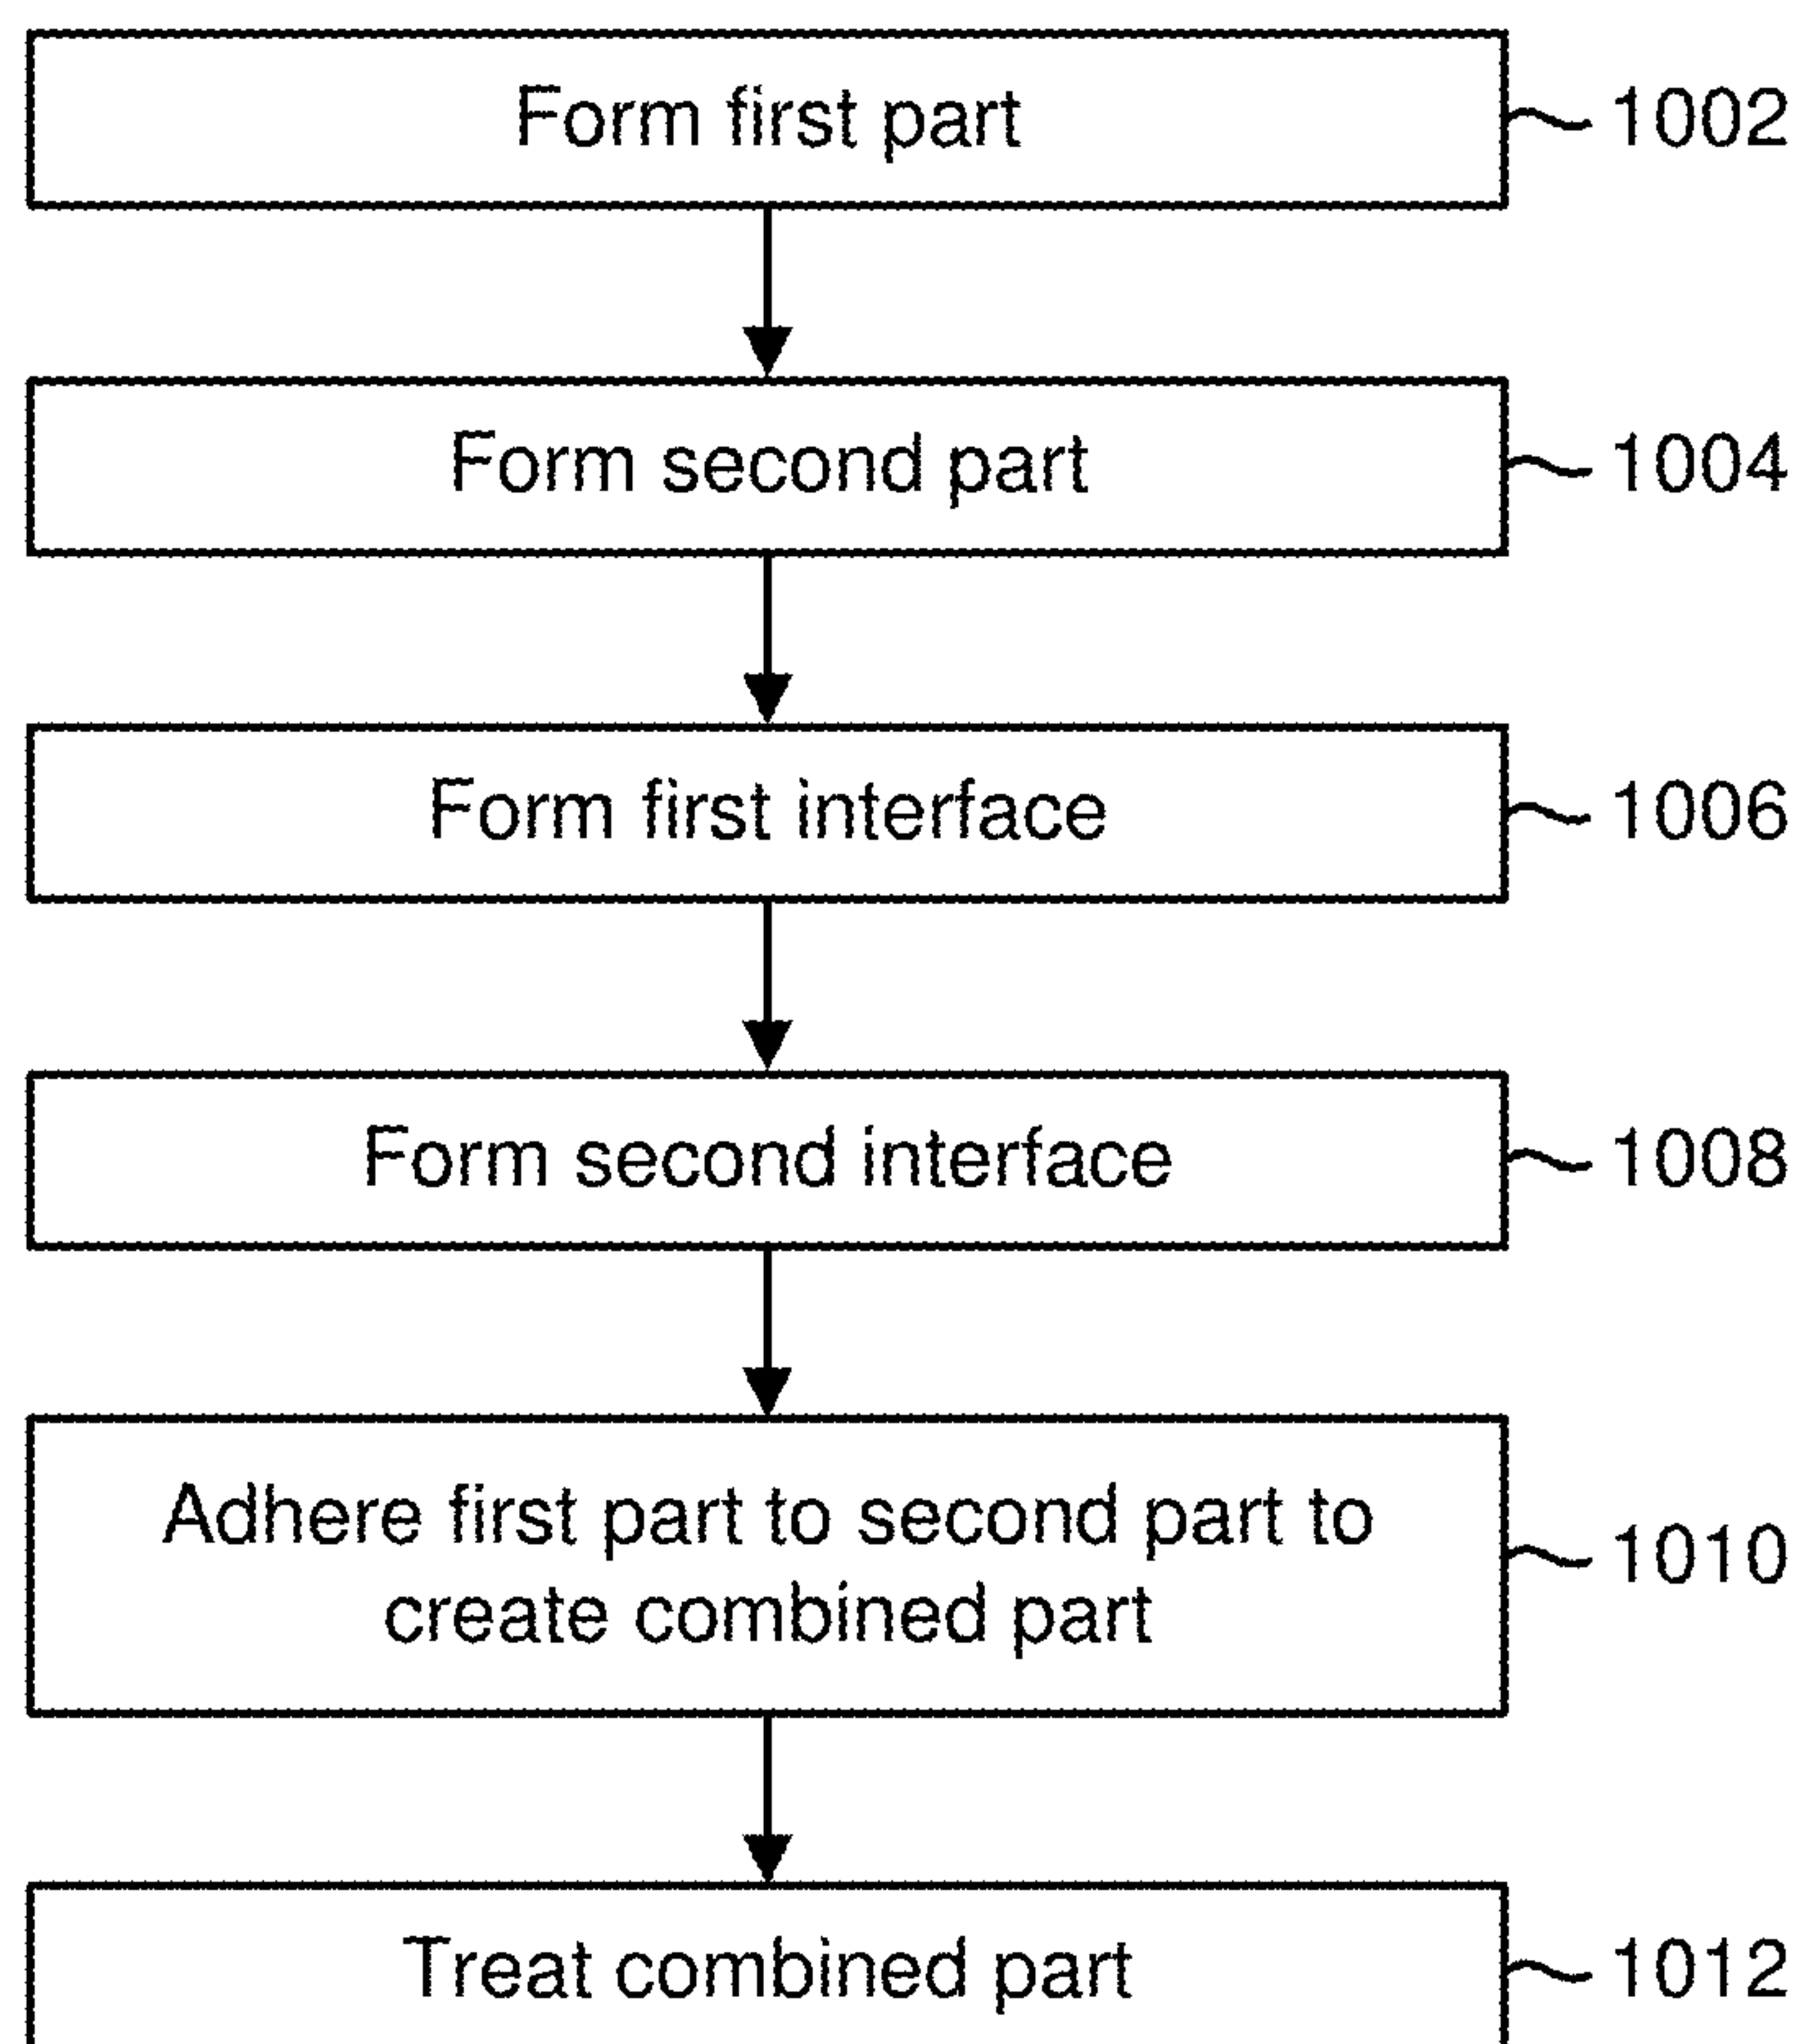 Form first part
1002
Form second part
1004
Form first interface
1006
Form second interface
1008
Adhere first part to second part to
create combined part
1010
Treat combined part
1012